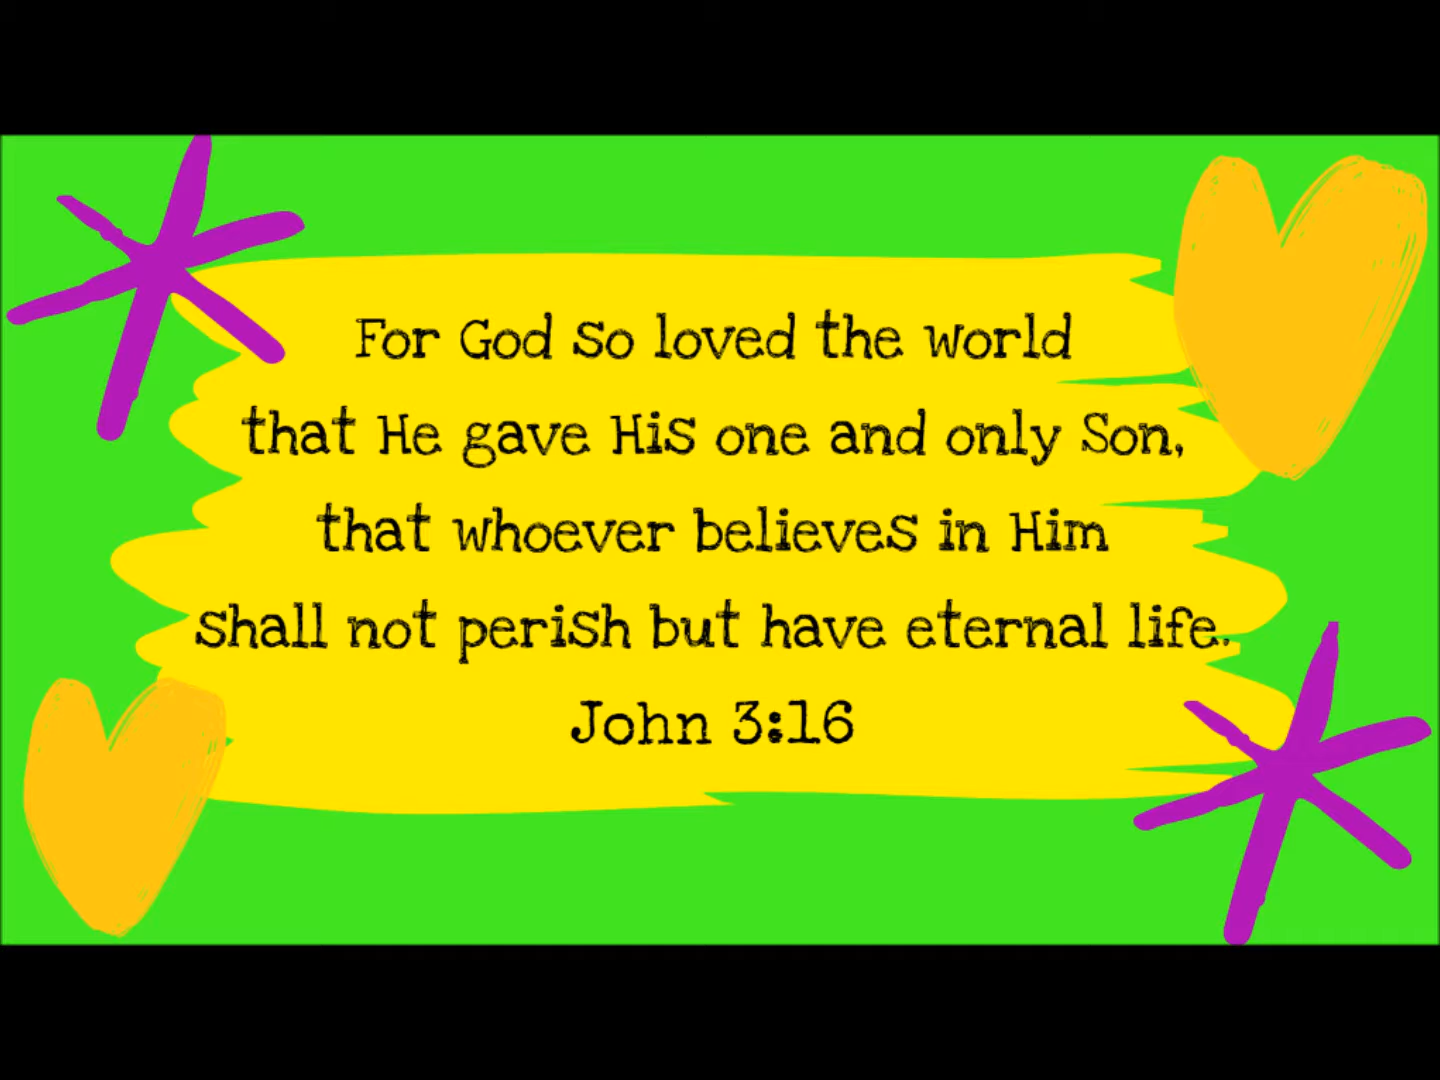 For God so loved the world
that He gave His one and only Son,
that whoever believes in Him
shall not perish but have eternal life.
John 3:16